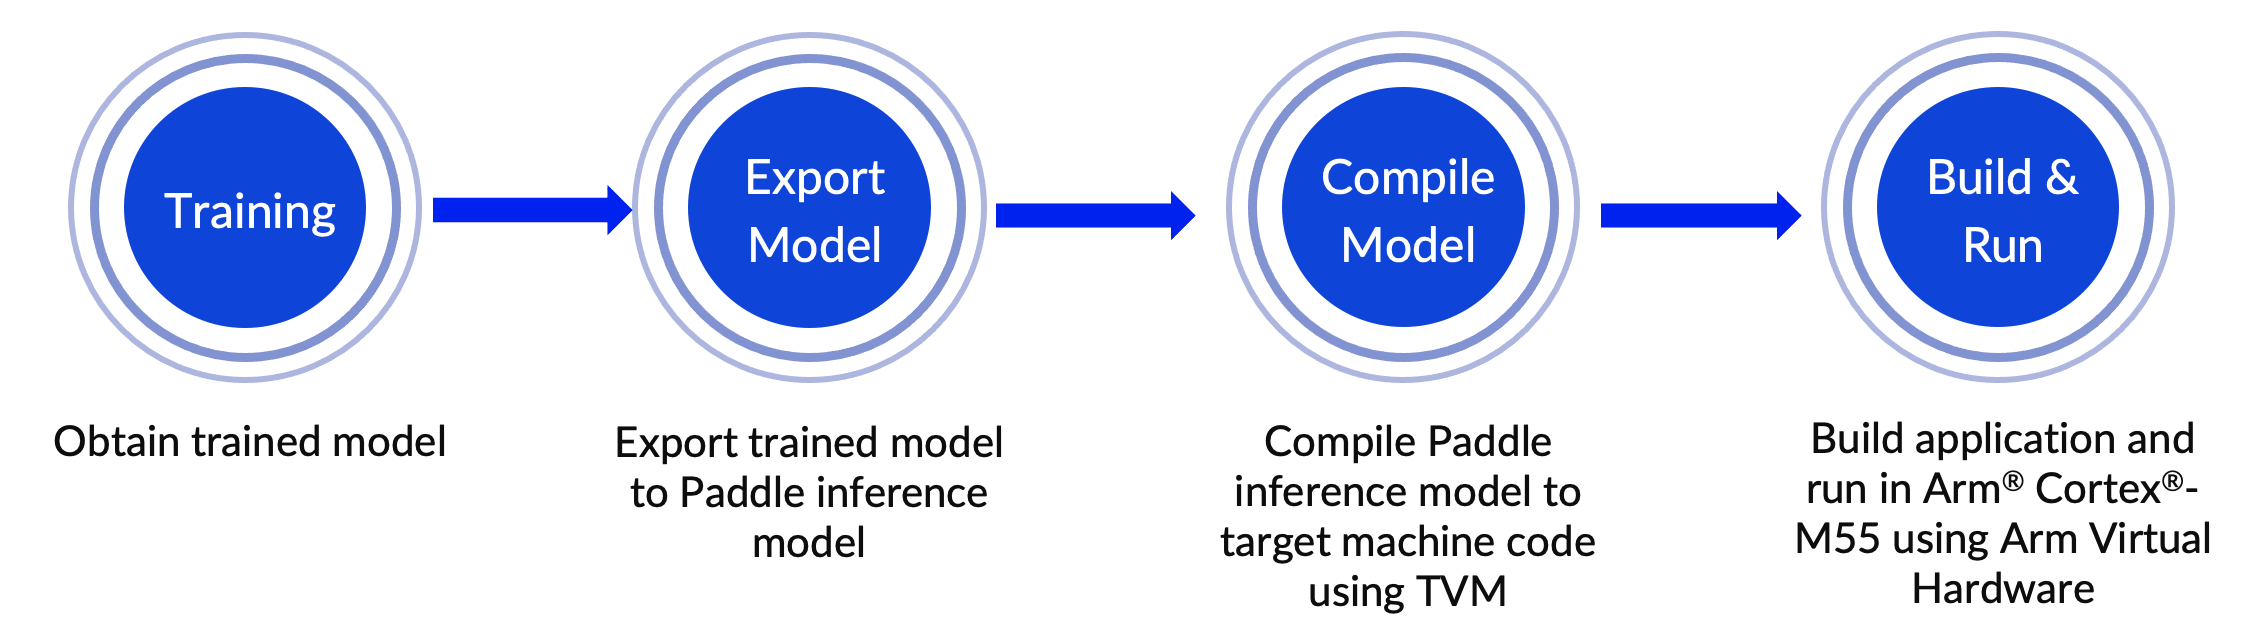 Training
Export
Model
Compile
Model
Build &
Run
Obtain trained model
Export trained model
to Paddle inference
model
Compile Paddle
inference model to
target machine code
using TVM
Build application and
run in Arm® Cortex®-
M55 using Arm Virtual
Hardware